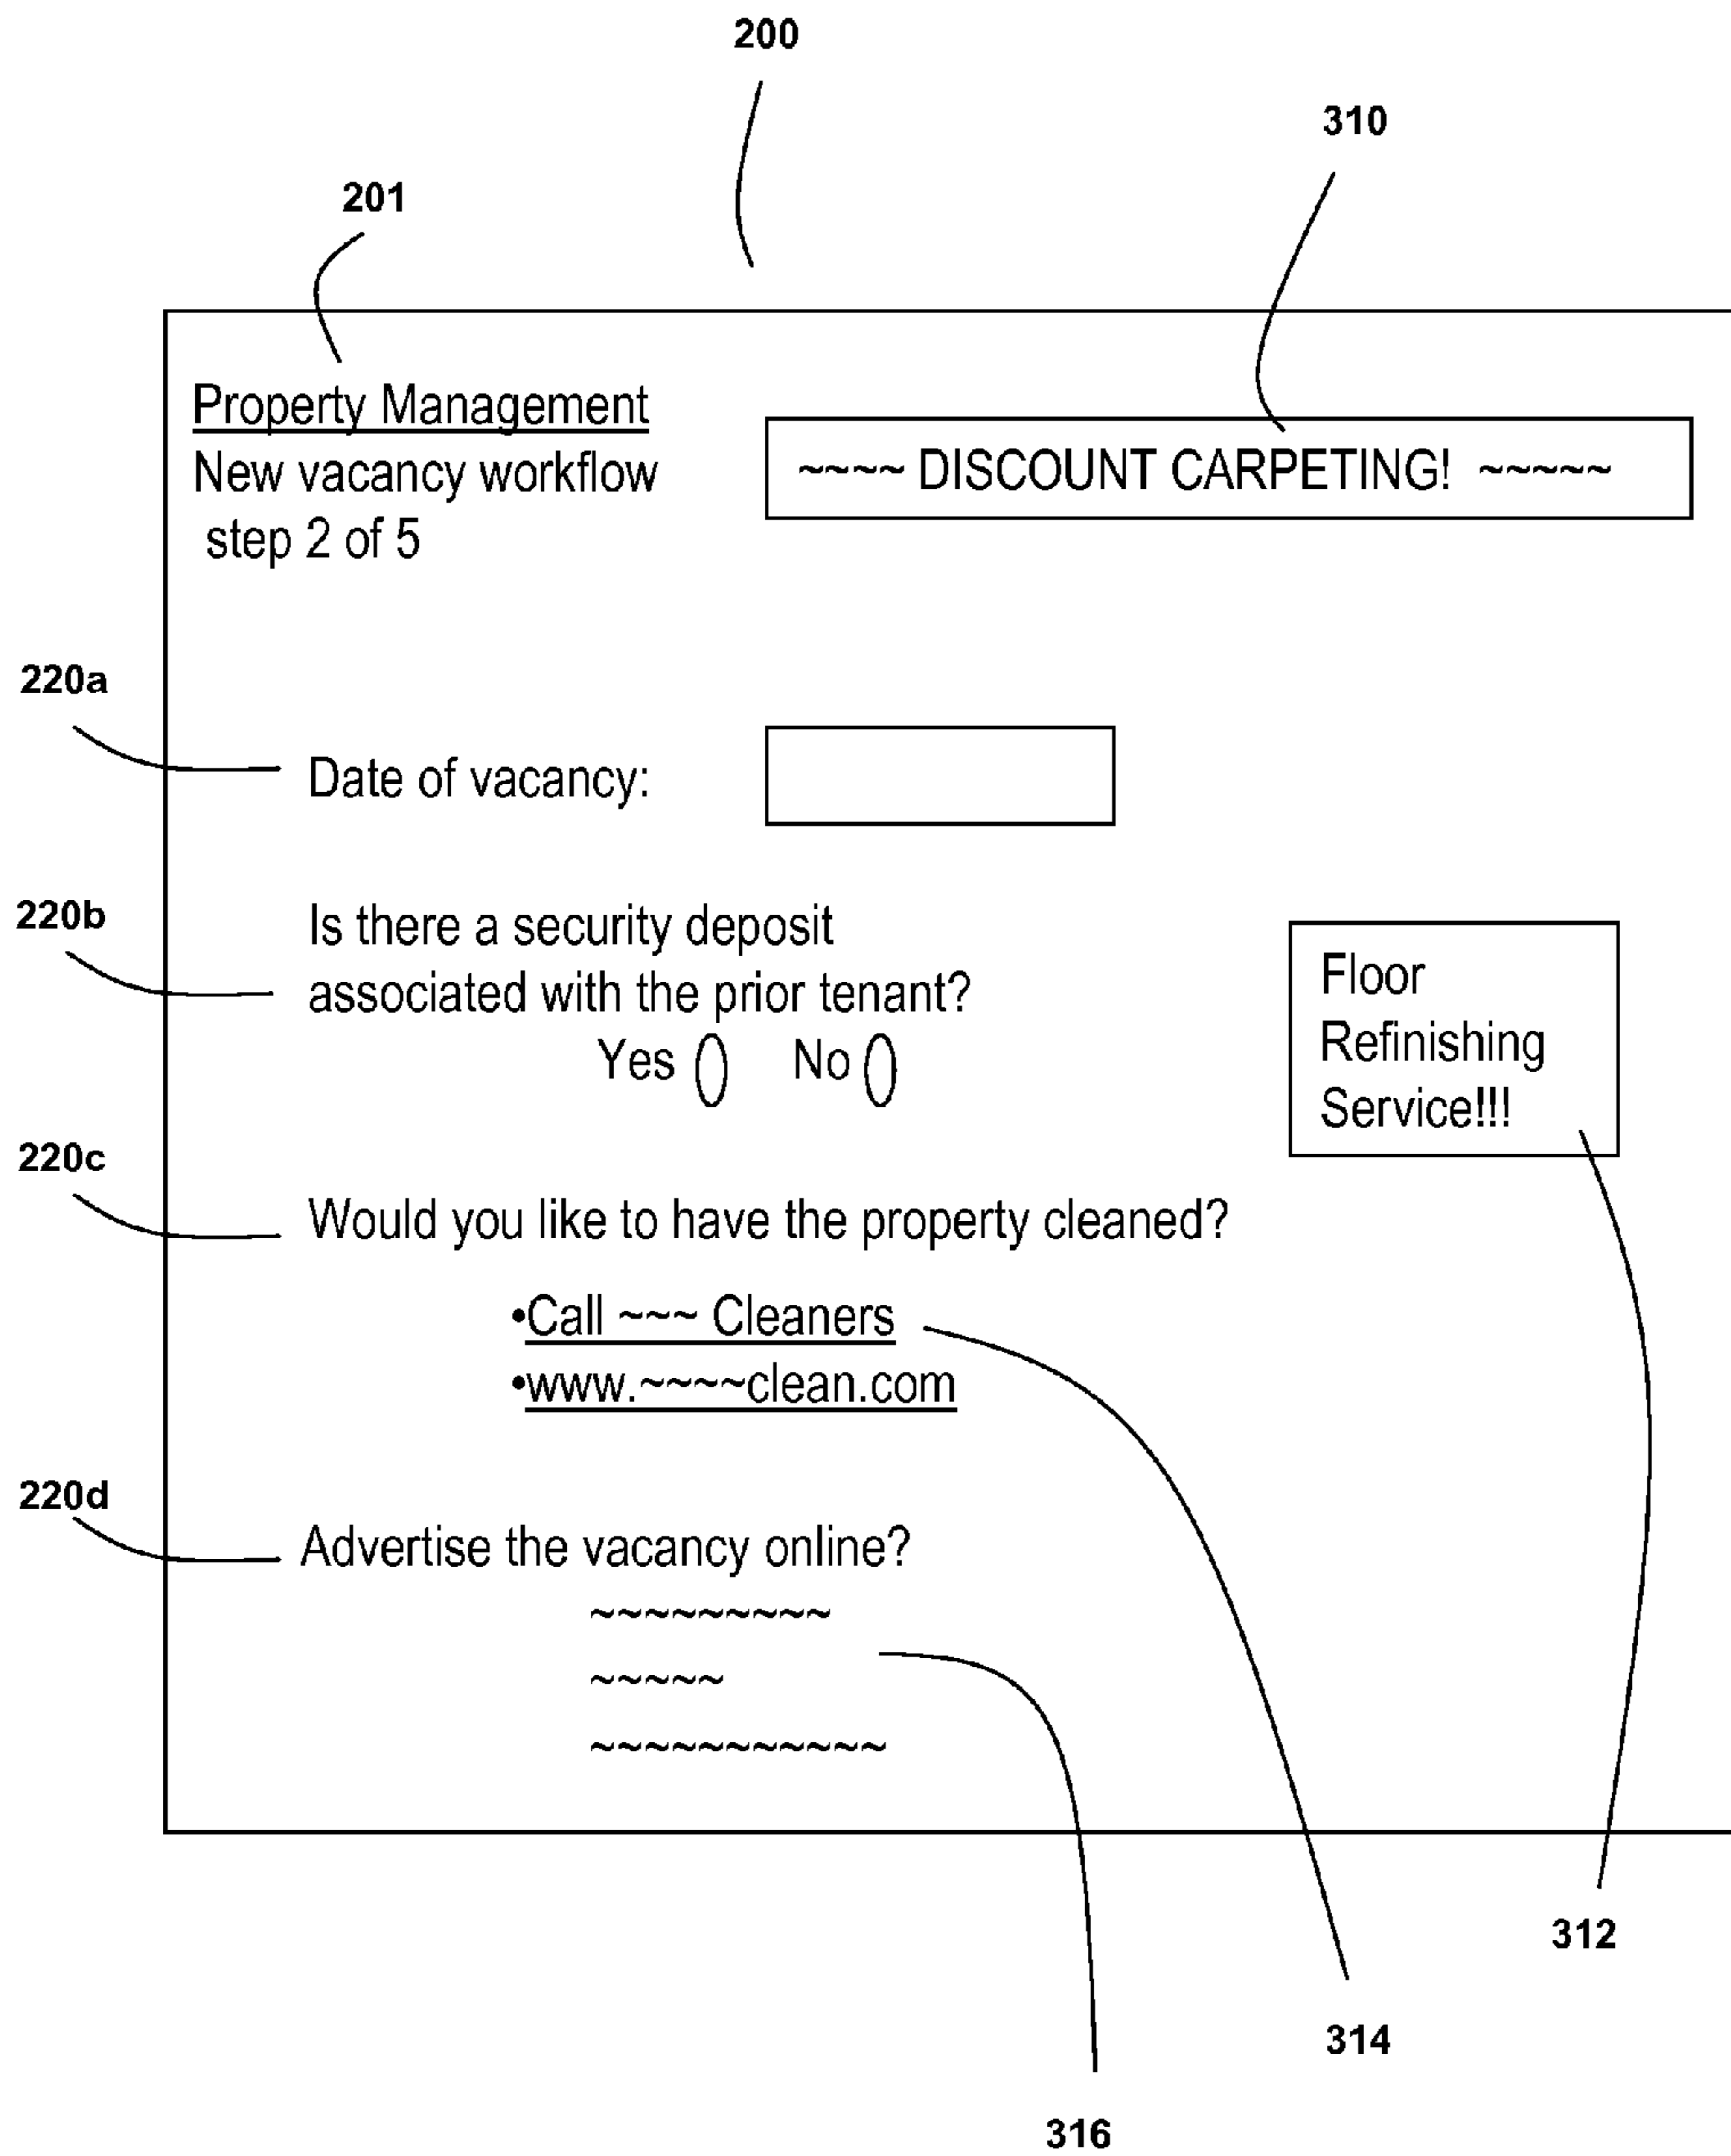 200
310
201
Property Management
New vacancy workflow
step 2 of 5
~~~~ DISCOUNT CARPETING! ~~~~~
220a
Date of vacancy:
220b
Is there a security deposit
associated with the prior tenant?
Yes No
Floor
Refinishing
Service!!!
220c
Would you like to have the property cleaned?
•Call ~~~ Cleaners
•www.~~~~clean.com
220d
Advertise the vacancy online?
~~~~~~~~~
~~~~~
~~~~~~~~~~~
312
314
316